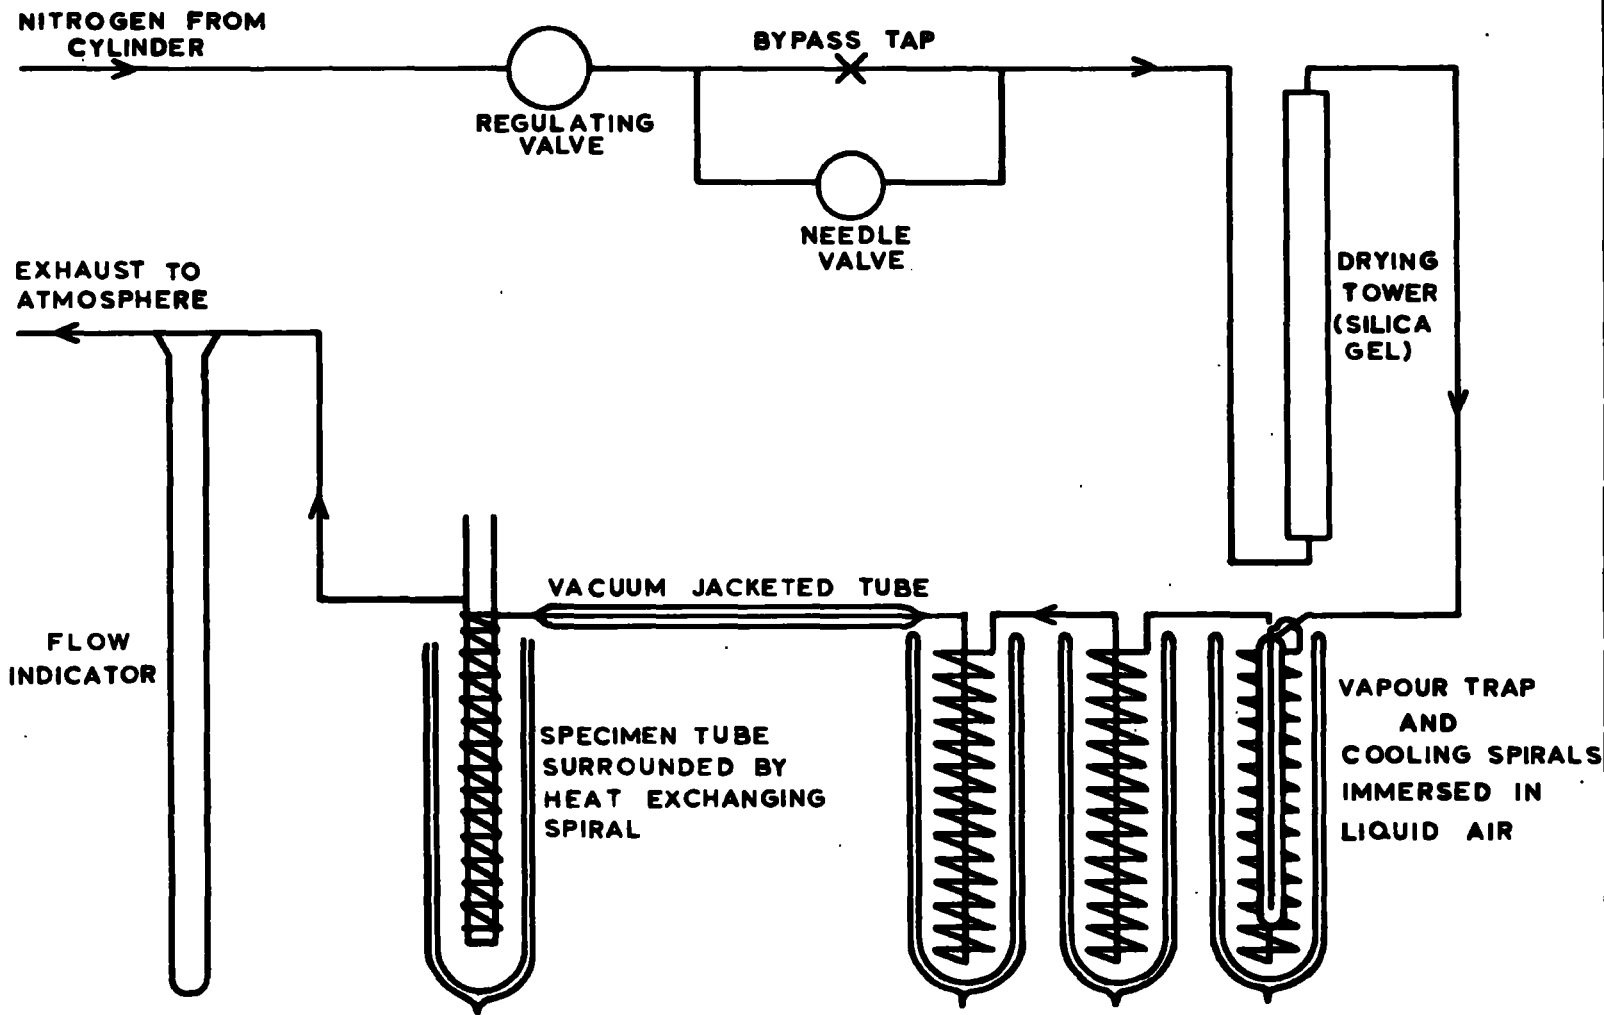 NITROGEN FROM
CYLINDER
BYPASS TAP
REGULATING
VALVE
NEEDLE
VALVE
EXHAUST TO
ATMOSPHERE
DRYING
TOWER
(SILICA
GEL)
VACUUM JACKETED TUBE
FLOW
INDICATOR
SPECIMEN TUBE
SURROUNDED BY
HEAT EXCHANGING
SPIRAL
VAPOUR TRAP
AND
COOLING SPIRALS
IMMERSED IN
LIQUID AIR